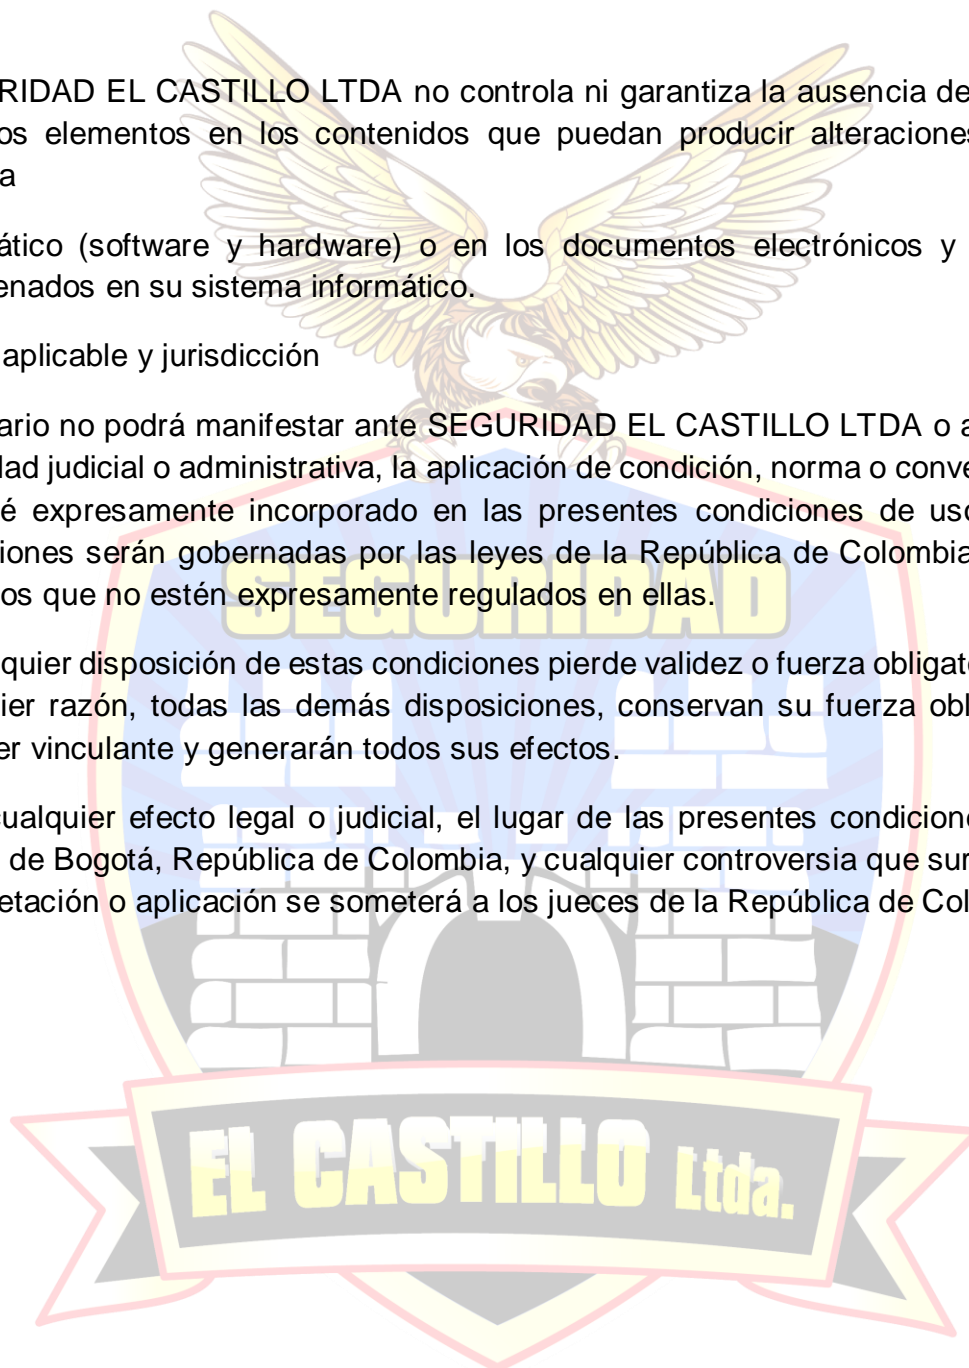 RIDAD EL CASTILLO LTDA no controla ni garantiza la ausencia de
os elementos en los contenidos que puedan producir alteraciones
a
ático (software y hardware) o en los documentos electrónicos y
enados en su sistema informático.
aplicable y jurisdicción
ario no podrá manifestar ante SEGURIDAD EL CASTILLO LTDA o a
dad judicial o administrativa, la aplicación de condición, norma o conve
é expresamente incorporado en las presentes condiciones de uso
iones serán gobernadas por las leyes de la República de Colombia
os que no estén expresamente regulados en ellas.
SEGURIDAD
quier disposición de estas condiciones pierde validez o fuerza obligato
ier razón, todas las demás disposiciones, conservan su fuerza obl
er vinculante y generarán todos sus efectos.
cualquier efecto legal o judicial, el lugar de las presentes condicione
de Bogotá, República de Colombia, y cualquier controversia que sur
etación o aplicación se someterá a los jueces de la República de Col
EL CASTILLO Ltda.